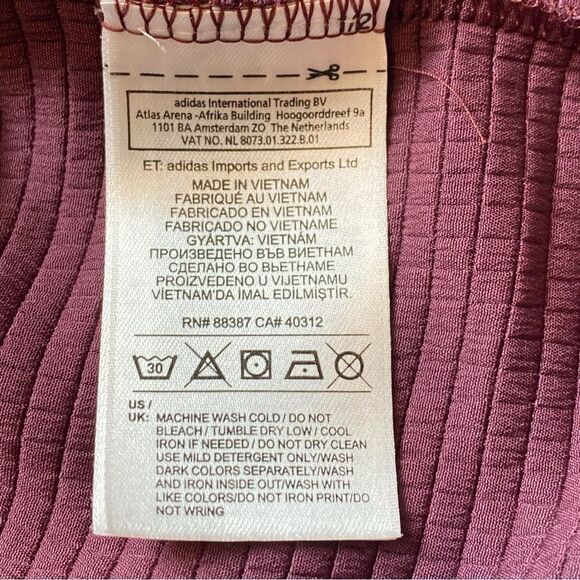 adidas International Trading BV
Atlas Arena -Afrika Building Hoogoorddreef 9a
1101 BA Amsterdam ZO The Netherlands
VAT NO. NL 8073.01.322.B.01
ET: adidas Imports and Exports Ltd
MADE IN VIETNAM
FABRIQUÉ AU VIETNAM
FABRICADO EN VIETNAM
FABRICADO NO VIETNAME
GYÁRTVA: VIETNÁM
ПРОИЗВЕДЕНО ВЪВ ВИЕТНАМ
СДЕЛАНО ВО ВЬЕТНАМЕ
PROIZVEDENO U VIJETNAMU
VİETNAM'DA İMAL EDİLMİŞTİR.
RN# 88387 CA# 40312
30
US /
UK: MACHINE WASH COLD / DO NOT
BLEACH / TUMBLE DRY LOW / COOL
IRON IF NEEDED / DO NOT DRY CLEAN
USE MILD DETERGENT ONLY/WASH
DARK COLORS SEPARATELY/WASH
AND IRON INSIDE OUT/WASH WITH
LIKE COLORS/DO NOT IRON PRINT/DO
NOT WRING